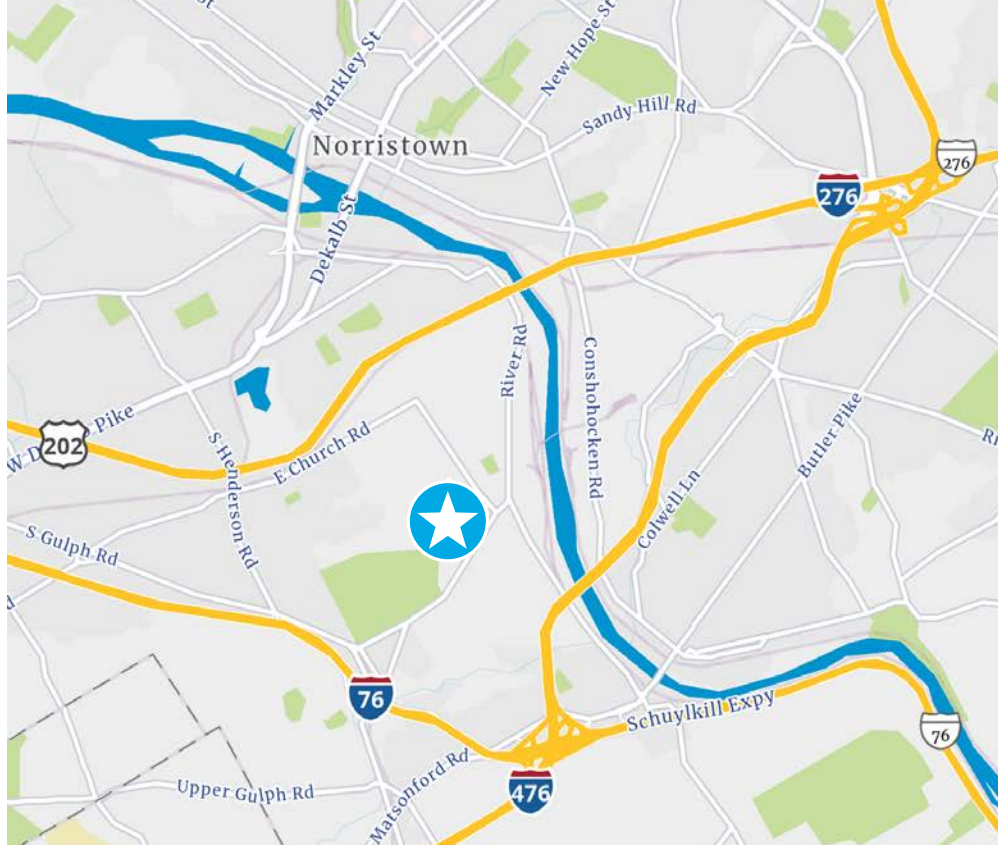 St
Markley St
New Hope St
Sandy Hill Rd
Norristown
276
276
Dekalb St
River Rd
Conshohocken Rd
W D
Pike
202
S Henderson Rd
E Church Rd
Butler Pike
Colwell Ln
S Gulph Rd
76
Schuylkill Expy
76
Upper Gulph Rd
Matsonford Rd
476